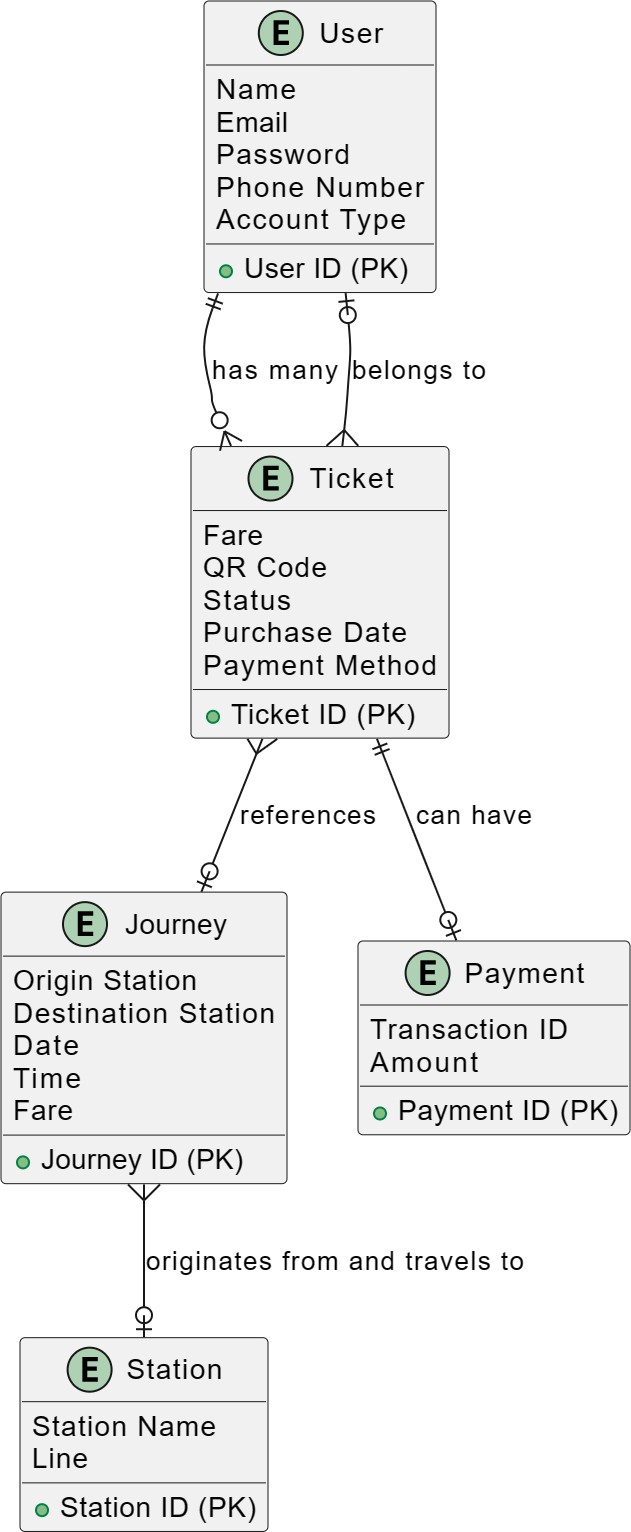 E User
Name
Email
Password
Phone Number
Account Type
User ID (PK)
has many
belongs to
E Ticket
Fare
QR Code
Status
Purchase Date
Payment Method
Ticket ID (PK)
references
can have
E Journey
Origin Station
Destination Station
Date
Time
Fare
Journey ID (PK)
E Payment
Transaction ID
Amount
Payment ID (PK)
originates from and travels to
E Station
Station Name
Line
Station ID (PK)